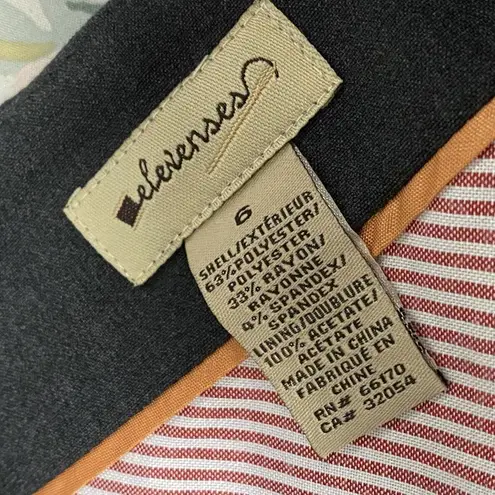 elevenses
6
SHELL/EXTÉRIEUR
63% POLYESTER/
POLYESTER
33% RAYON/
RAYONNE
4% SPANDEX/
SPANDEX
LINING/DOUBLURE
100% ACETATE/
ACÉTATE
MADE IN CHINA
FABRIQUÉ EN
CHINE
RN# 66170
CA# 32054